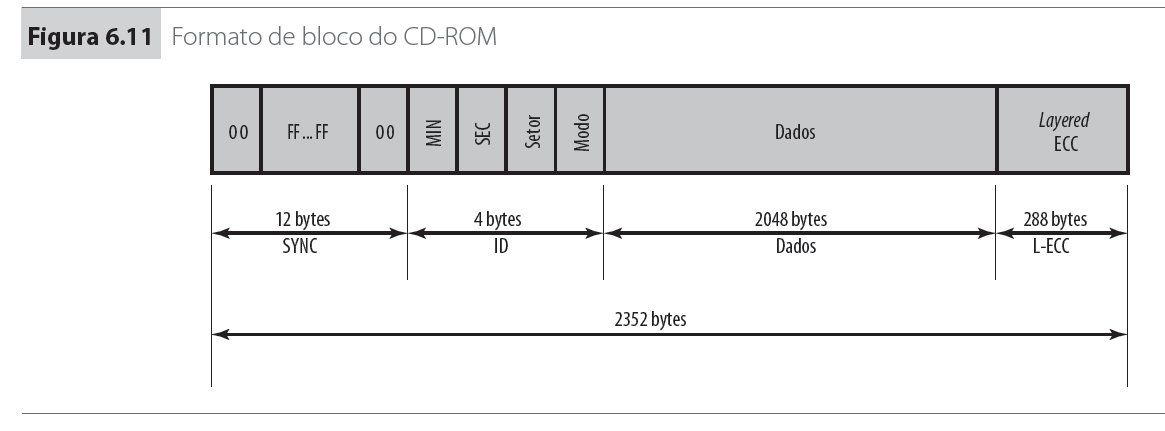 Figura 6.11 Formato de bloco do CD-ROM
00 FF ... FF 00 MIN SEC Setor Modo Dados Layered
ECC
12 bytes 4 bytes 2048 bytes 288 bytes
SYNC ID Dados L-ECC
2352 bytes